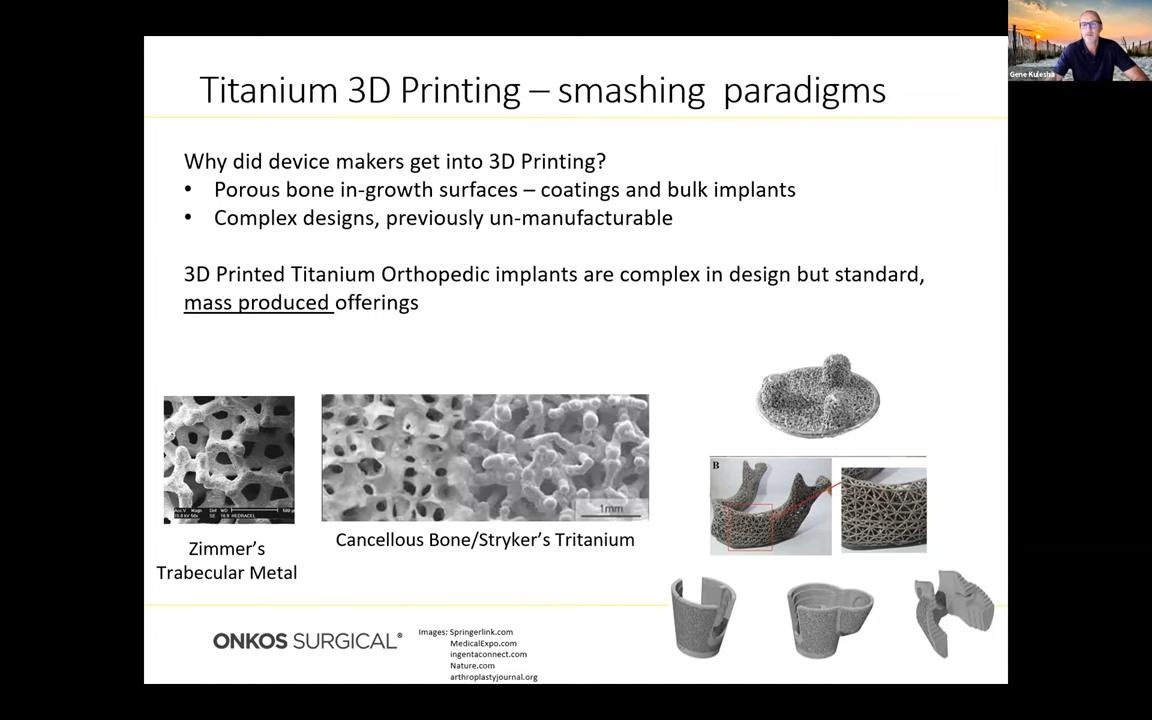 Gene Kulesha
Titanium 3D Printing – smashing paradigms
Why did device makers get into 3D Printing?
• Porous bone in-growth surfaces – coatings and bulk implants
• Complex designs, previously un-manufacturable
3D Printed Titanium Orthopedic implants are complex in design but standard,
mass produced offerings
B
1mm
Zimmer’s
Trabecular Metal
Cancellous Bone/Stryker’s Tritanium
ONKOS SURGICAL®
Images: Springerlink.com
MedicalExpo.com
ingentaconnect.com
Nature.com
arthroplastyjournal.org